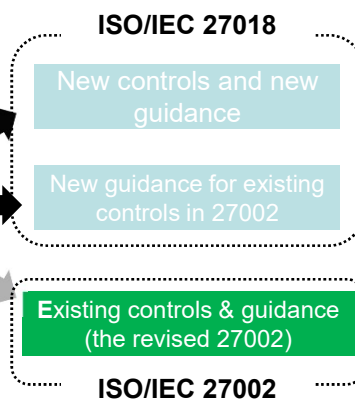 ISO/IEC 27018
New controls and new
guidance
New guidance for existing
controls in 27002
Existing controls & guidance
(the revised 27002)
ISO/IEC 27002